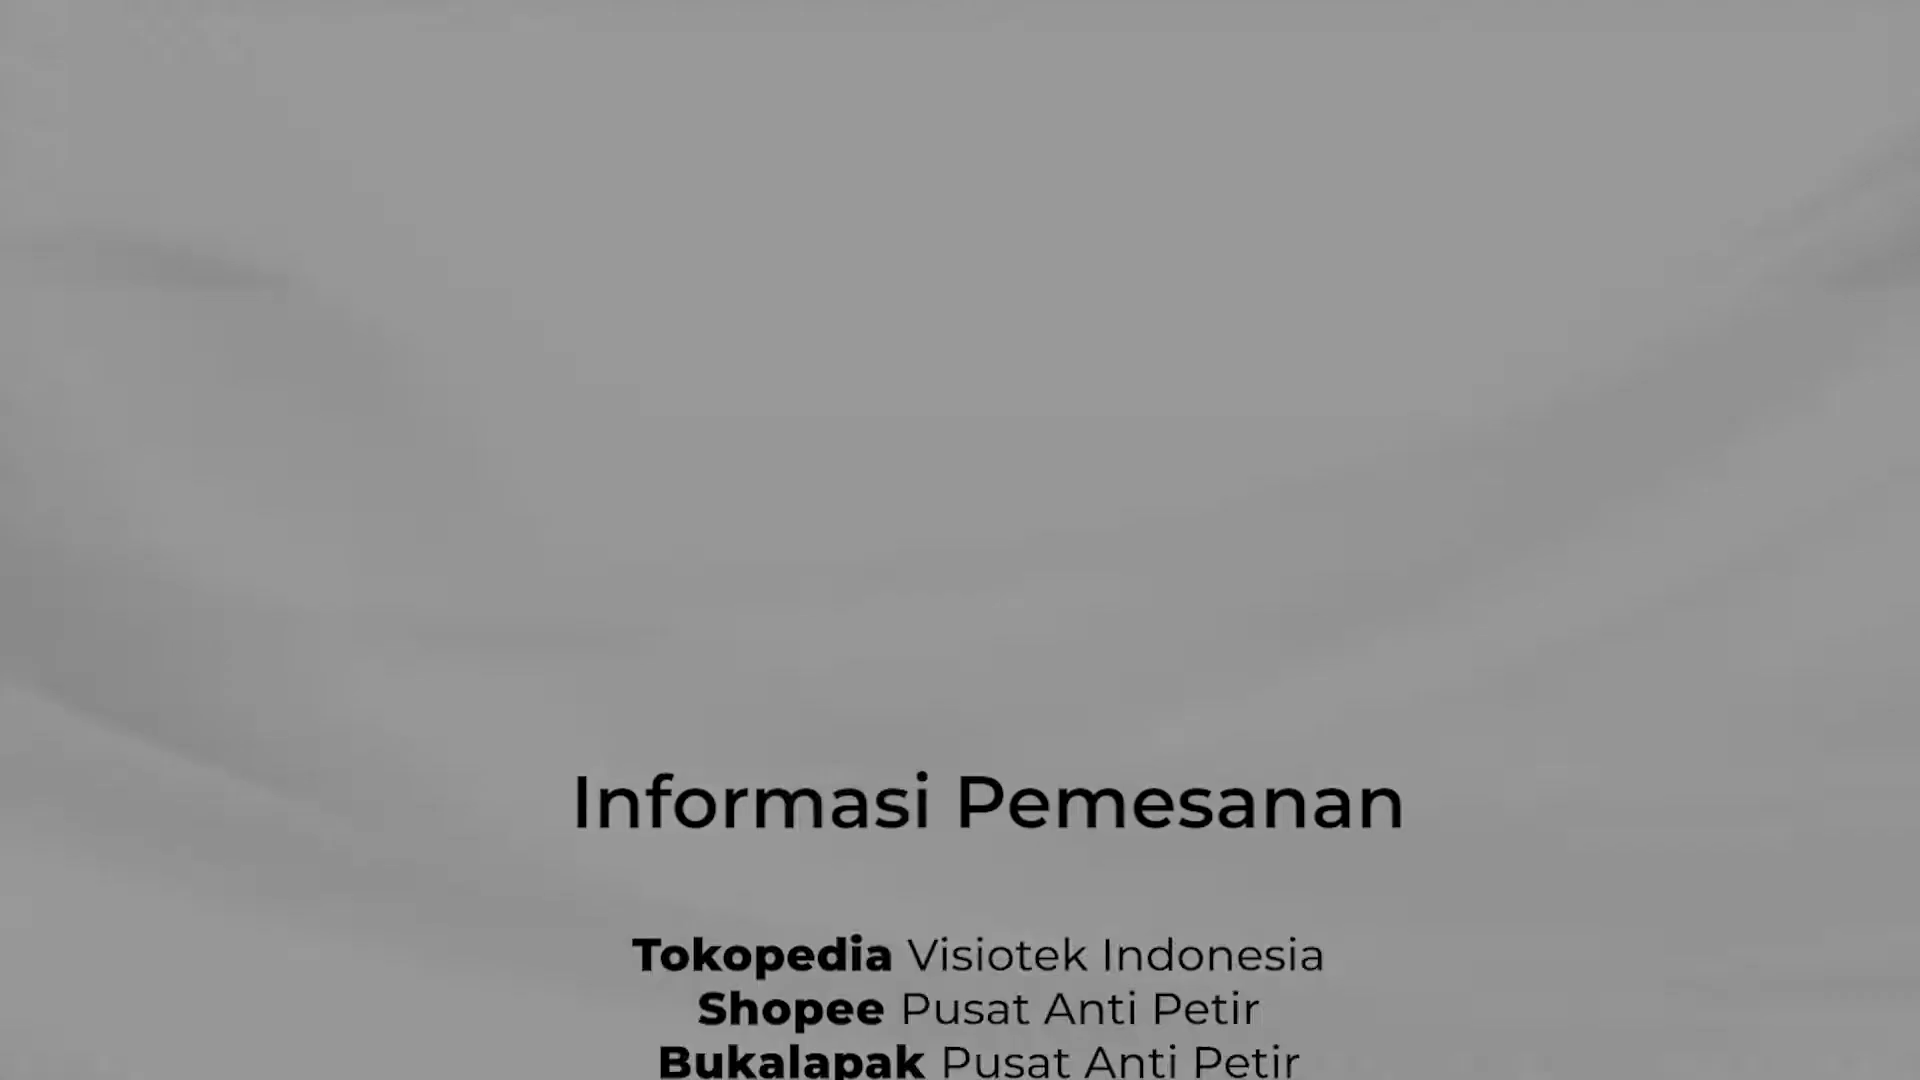 Informasi Pemesanan
Tokopedia Visiotek Indonesia
Shopee Pusat Anti Petir
Bukalapak Pusat Anti Petir